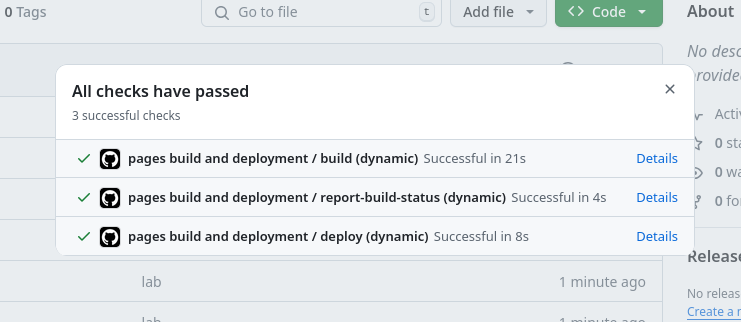 0 Tags
Go to file
t
Add file
Code
About
No desc
provided
All checks have passed
3 successful checks
pages build and deployment / build (dynamic) Successful in 21s Details
pages build and deployment / report-build-status (dynamic) Successful in 4s Details
pages build and deployment / deploy (dynamic) Successful in 8s Details
Activ
0 sta
0 wa
0 for
lab 1 minute ago
Release
No releas
Create a n
lab 1 minute ago